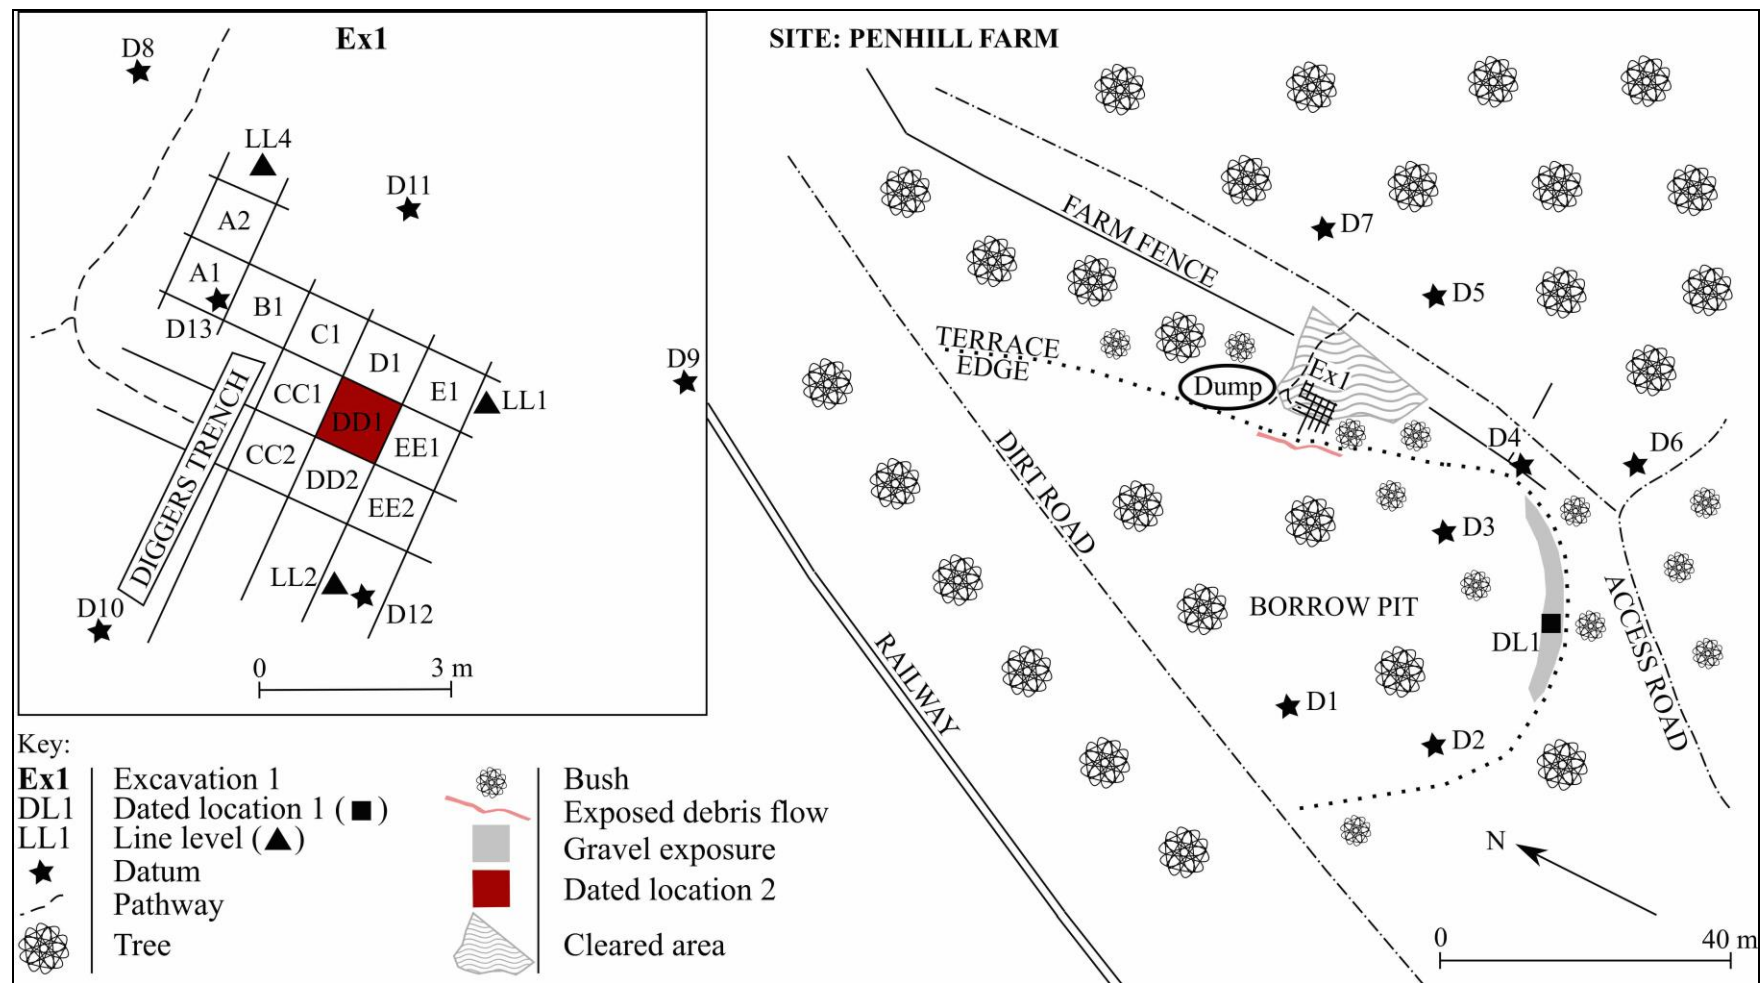 Ex1
D8
LL4
D11
A2
A1
D13
B1
C1
D1
E1
LL1
D9
CC1
DD1
EE1
CC2
DD2
EE2
DIGGERS TRENCH
LL2
D12
D10
0 3 m
SITE: PENHILL FARM
D7
FARM FENCE
D5
TERRACE
EDGE
Dump
Ex1
D4
D6
DIRT ROAD
D3
BORROW PIT
ACCESS ROAD
DL1
RAILWAY
D1
D2
N
0 40 m
Key:
Ex1 Excavation 1
DL1 Dated location 1 ( )
LL1 Line level ( )
Datum
Pathway
Tree
Bush
Exposed debris flow
Gravel exposure
Dated location 2
Cleared area